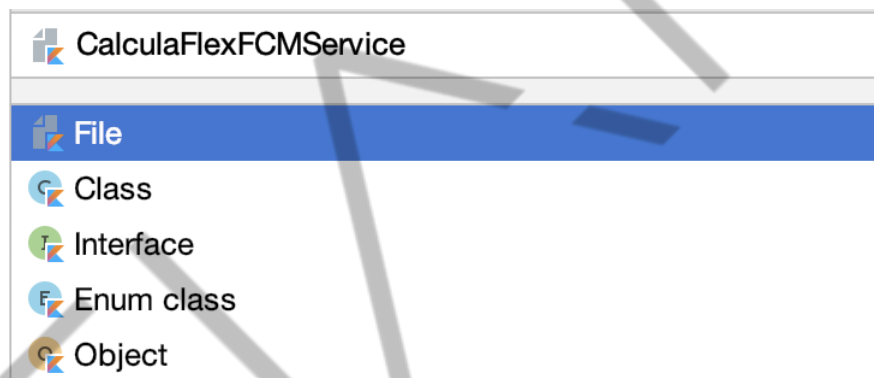 CalculaFlexFCMService
File
Class
Interface
Enum class
Object